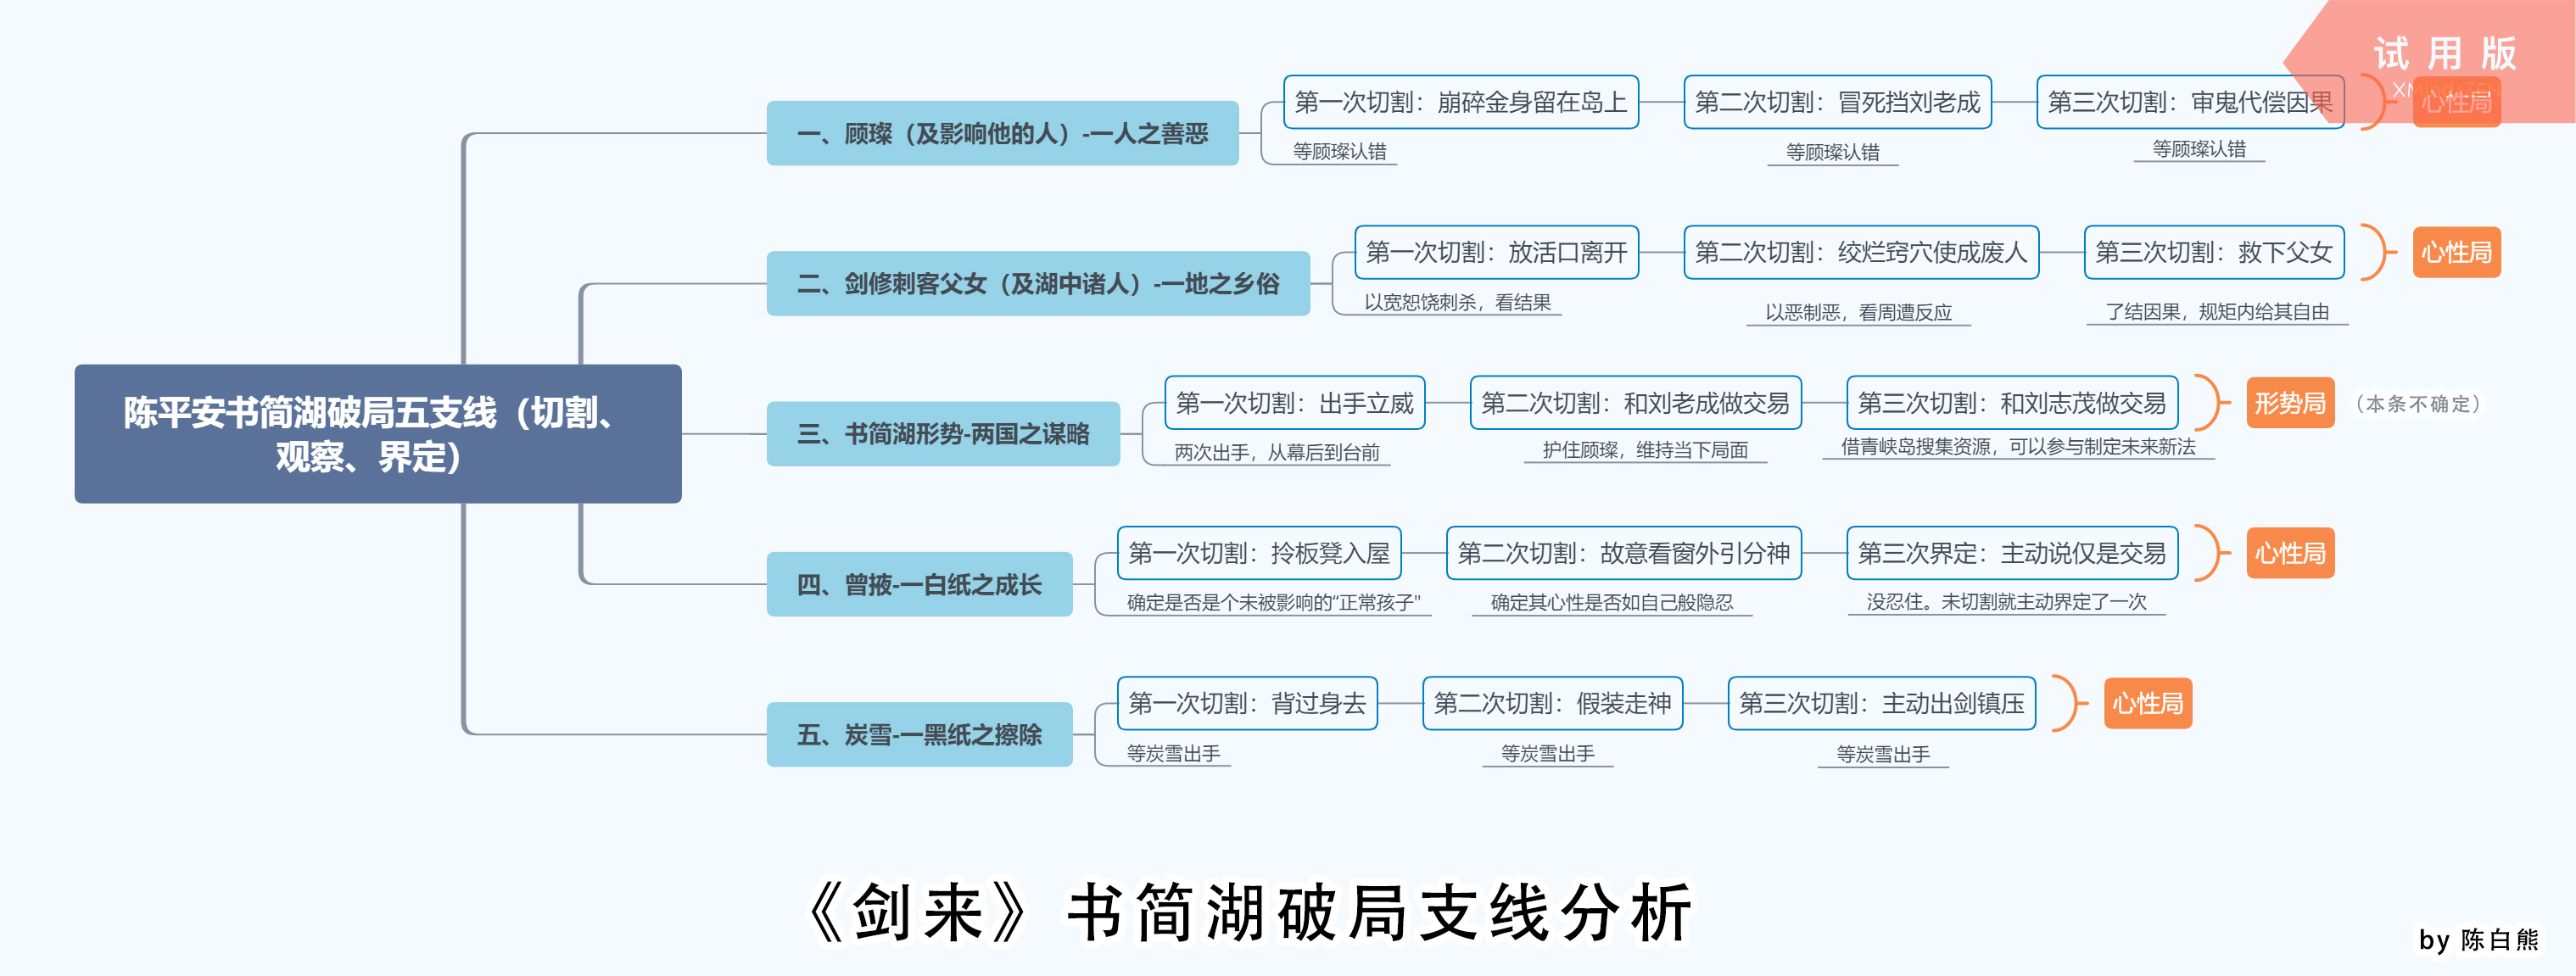 试用版
XMind ZEN
一、顾璨（及影响他的人）-一人之善恶
第一次切割：崩碎金身留在岛上
等顾璨认错
第二次切割：冒死挡刘老成
等顾璨认错
第三次切割：审鬼代偿因果
等顾璨认错
心性局
二、剑修刺客父女（及湖中诸人）-一地之乡俗
第一次切割：放活口离开
以宽恕饶刺杀，看结果
第二次切割：绞烂窍穴使成废人
以恶制恶，看周遭反应
第三次切割：救下父女
了结因果，规矩内给其自由
心性局
陈平安书简湖破局五支线（切割、
观察、界定）
三、书简湖形势-两国之谋略
第一次切割：出手立威
两次出手，从幕后到台前
第二次切割：和刘老成做交易
护住顾璨，维持当下局面
第三次切割：和刘志茂做交易
借青峡岛搜集资源，可以参与制定未来新法
形势局
（本条不确定）
四、曾掖-一白纸之成长
第一次切割：拎板凳入屋
确定是否是个未被影响的“正常孩子"
第二次切割：故意看窗外引分神
确定其心性是否如自己般隐忍
第三次界定：主动说仅是交易
没忍住。未切割就主动界定了一次
心性局
五、炭雪-一黑纸之擦除
第一次切割：背过身去
等炭雪出手
第二次切割：假装走神
等炭雪出手
第三次切割：主动出剑镇压
等炭雪出手
心性局
《剑来》书简湖破局支线分析
by 陈白熊